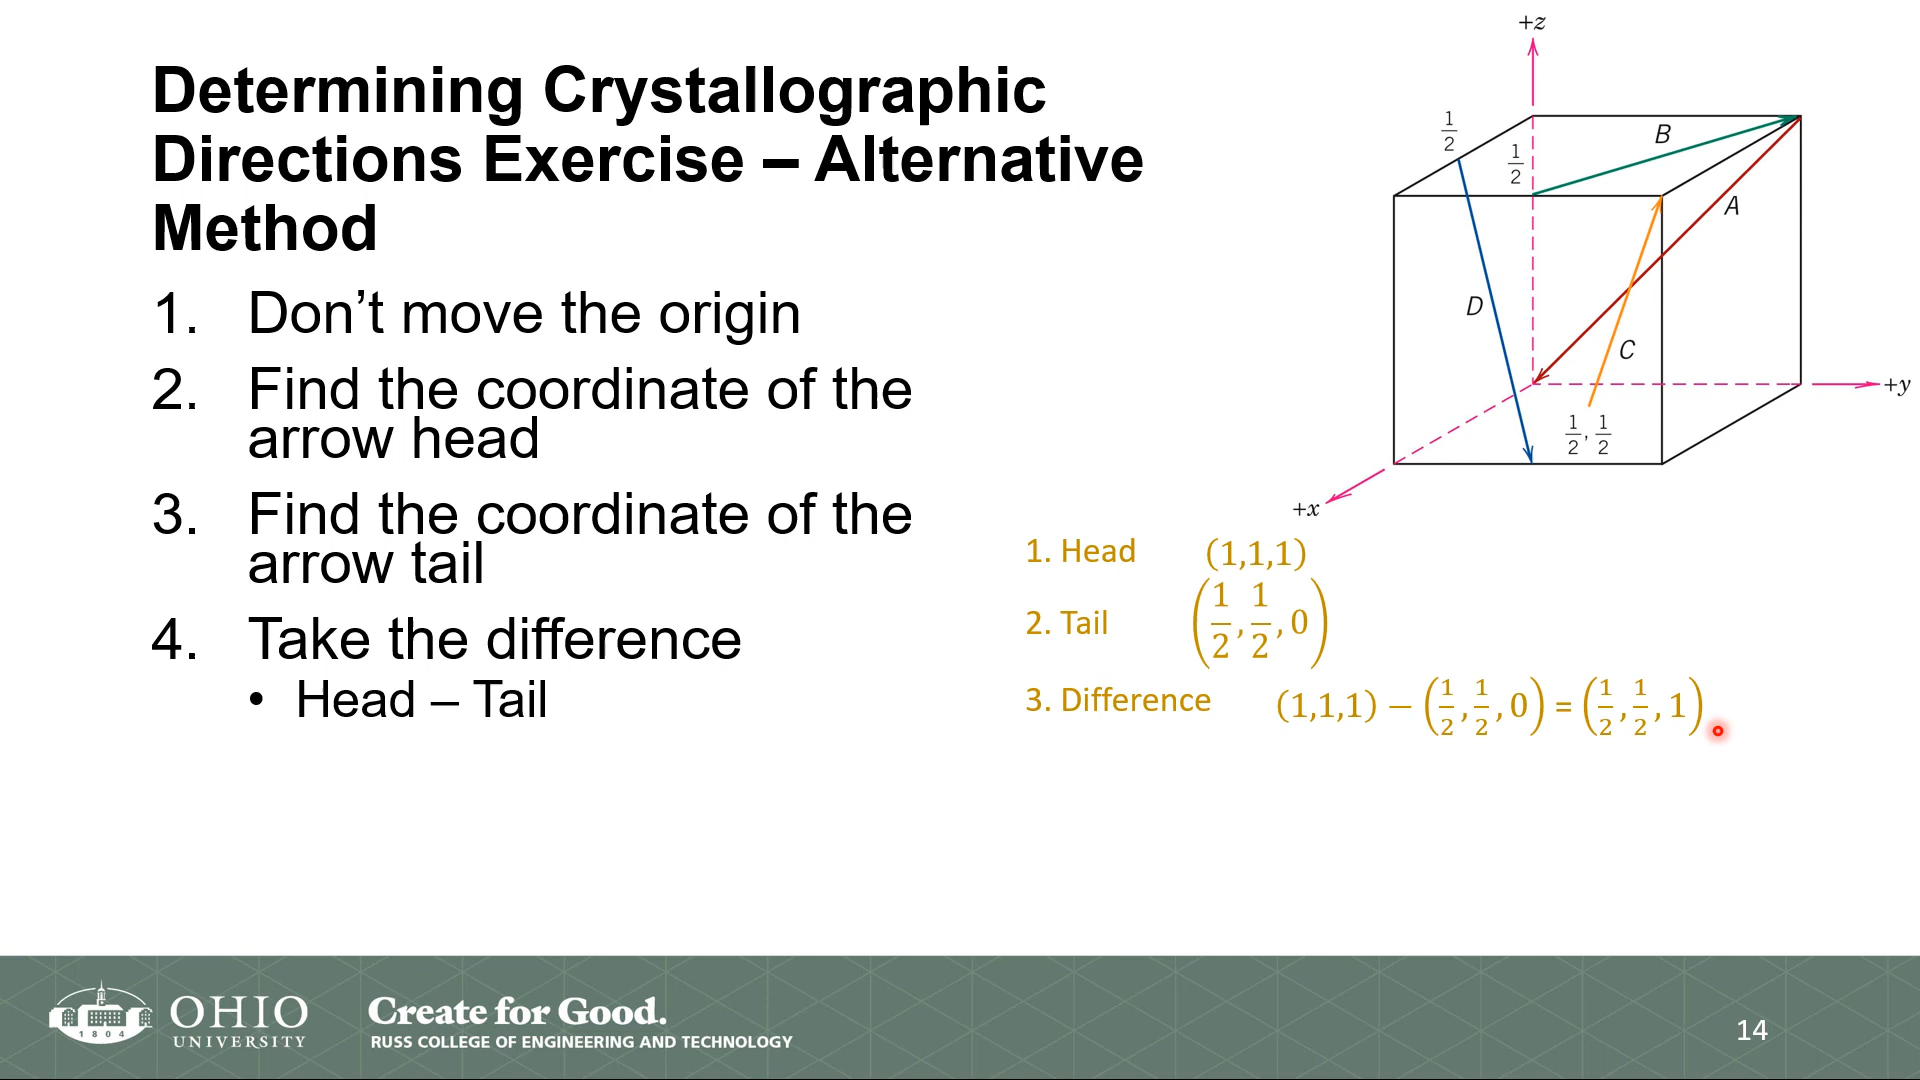 Determining Crystallographic
Directions Exercise – Alternative
Method
1. Don’t move the origin
2. Find the coordinate of the
arrow head
3. Find the coordinate of the
arrow tail
4. Take the difference
• Head – Tail
+z
1/2
1/2
B
A
D
C
+y
1/2, 1/2
+x
1. Head (1,1,1)
2. Tail (1/2, 1/2, 0)
3. Difference (1,1,1) − (1/2, 1/2, 0) = (1/2, 1/2, 1)
1804
OHIO
UNIVERSITY
Create for Good.
RUSS COLLEGE OF ENGINEERING AND TECHNOLOGY
14